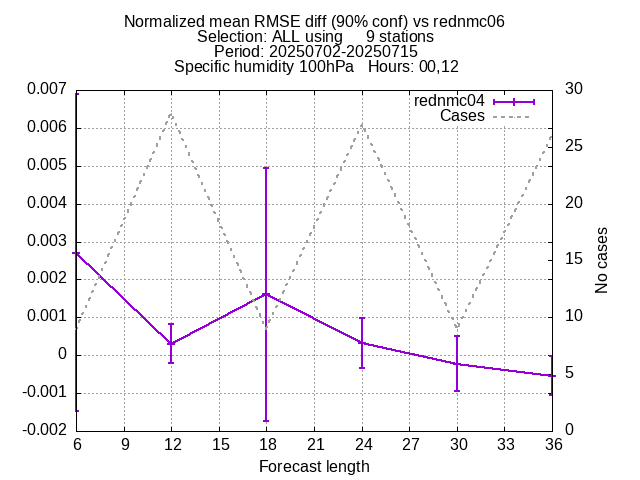 Normalized mean RMSE diff (90% conf) vs rednmc06
Selection: ALL using     9 stations
Period: 20250702-20250715
Specific humidity 100hPa   Hours: 00,12
rednmc04
Cases
0.007
0.006
0.005
0.004
0.003
0.002
0.001
0
-0.001
-0.002
30
25
20
15
10
5
0
No cases
6 9 12 15 18 21 24 27 30 33 36
Forecast length